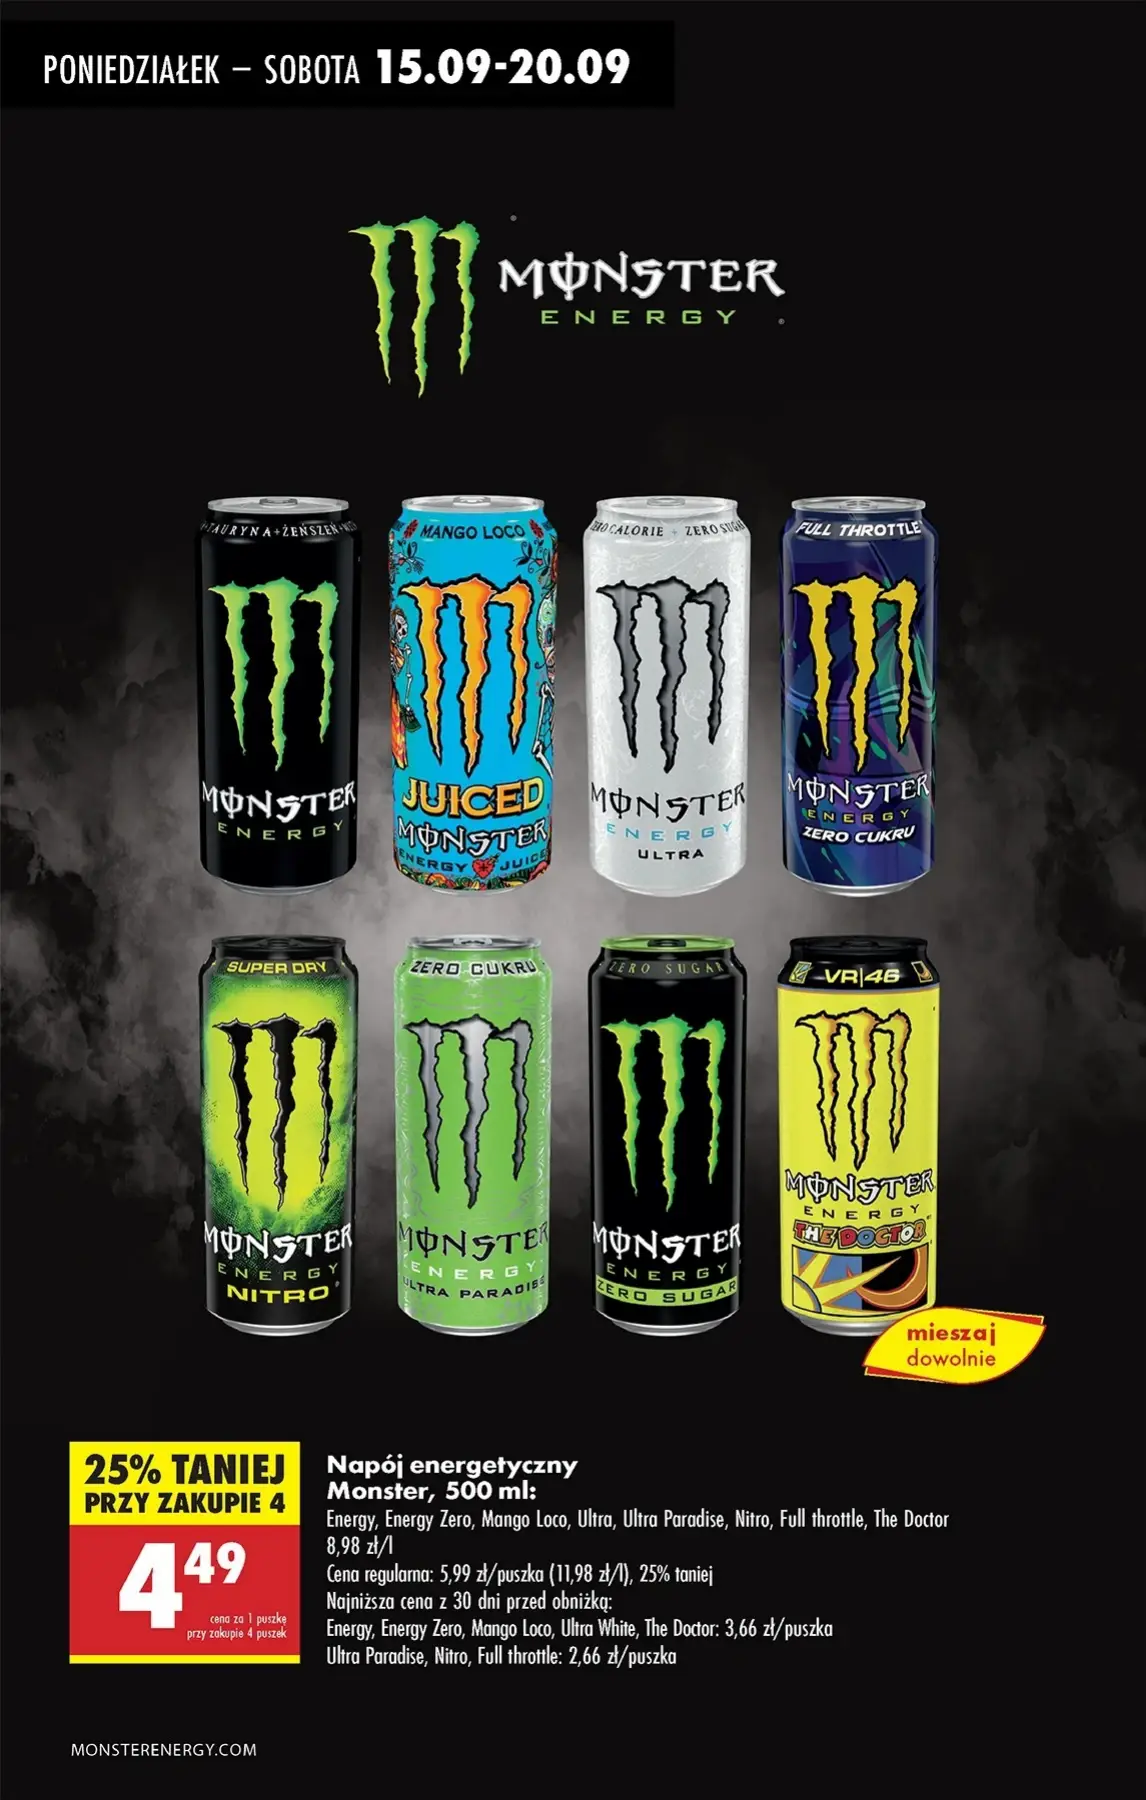 PONIEDZIAŁEK – SOBOTA 15.09-20.09
MONSTER
ENERGY
TAURYNA+ŻEŃSZEŃ
MONSTER
ENERGY
MANGO LOCO
JUICED
MONSTER
ENERGY JUICE
ZERO CALORIE + ZERO SUGAR
MONSTER
ENERGY
ULTRA
FULL THROTTLE
MONSTER
ENERGY
ZERO CUKRU
SUPER DRY
MONSTER
ENERGY
NITRO
ZERO CUKRU
MONSTER
ENERGY
ULTRA PARADISE
ZERO SUGAR
MONSTER
ENERGY
ZERO SUGAR
VR|46
MONSTER
ENERGY
THE DOCTOR
mieszaj
dowolnie
25% TANIEJ
PRZY ZAKUPIE 4
4 49
cena za 1 puszkę
przy zakupie 4 puszek
Napój energetyczny
Monster, 500 ml:
Energy, Energy Zero, Mango Loco, Ultra, Ultra Paradise, Nitro, Full throttle, The Doctor
8,98 zł/l
Cena regularna: 5,99 zł/puszka (11,98 zł/l), 25% taniej
Najniższa cena z 30 dni przed obniżką:
Energy, Energy Zero, Mango Loco, Ultra White, The Doctor: 3,66 zł/puszka
Ultra Paradise, Nitro, Full throttle: 2,66 zł/puszka
MONSTERENERGY.COM